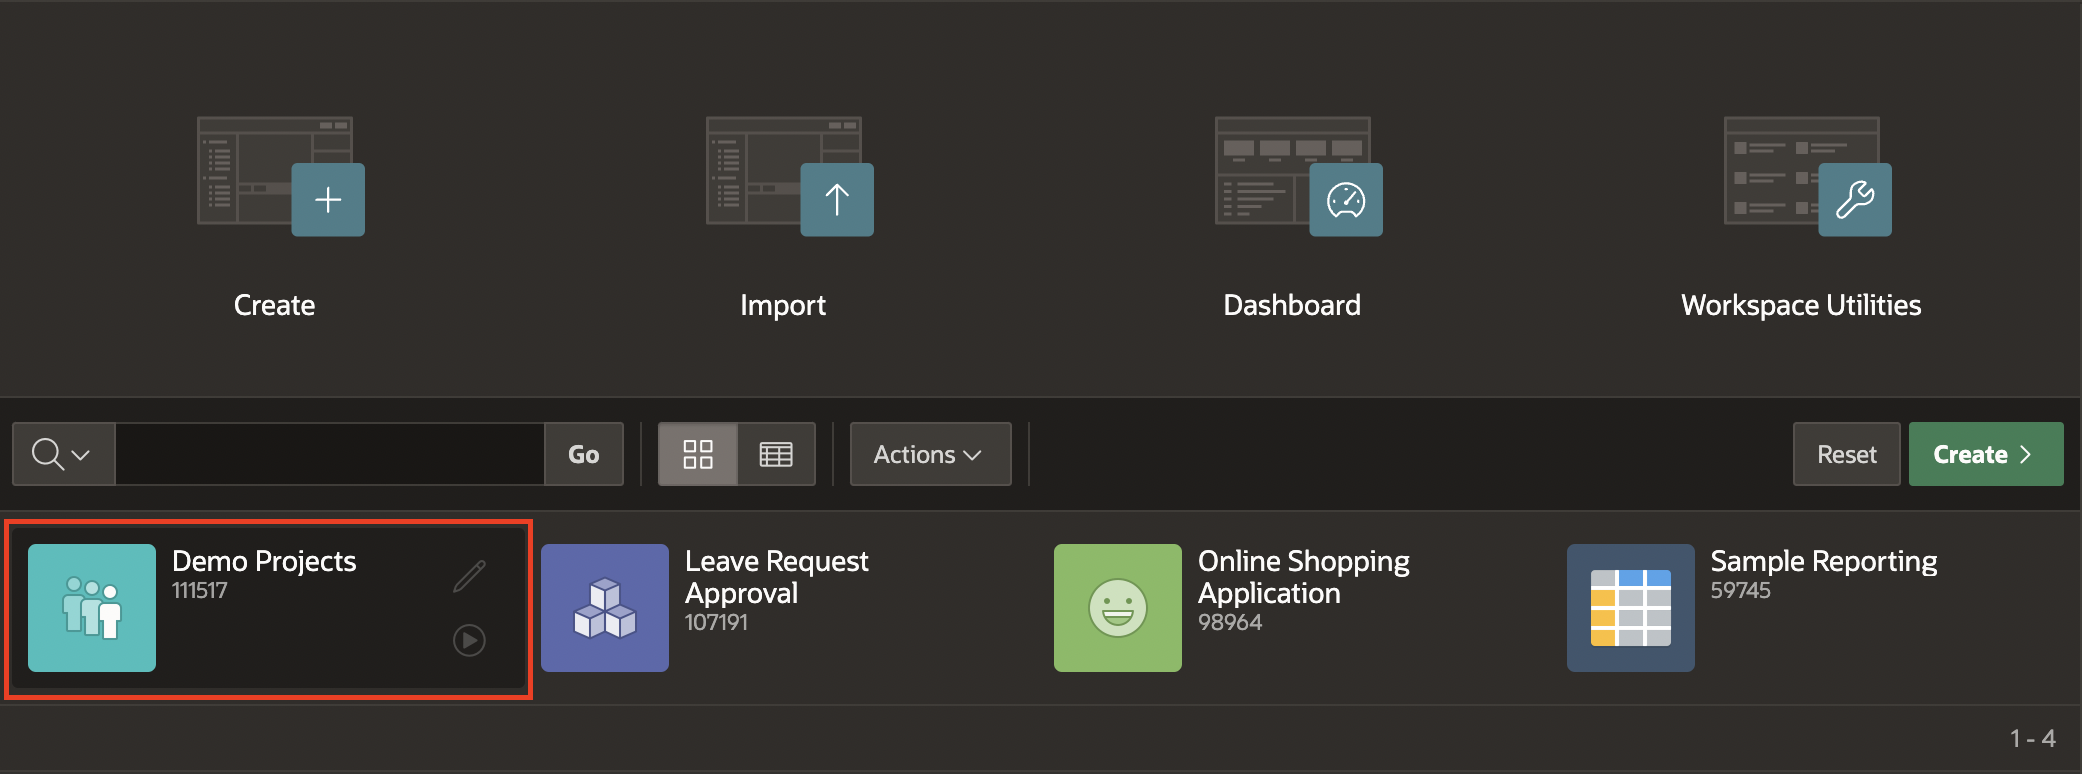 Create
Import
Dashboard
Workspace Utilities
Go
Actions
Reset
Create
Demo Projects
111517
Leave Request
Approval
107191
Online Shopping
Application
98964
Sample Reporting
59745
1 - 4